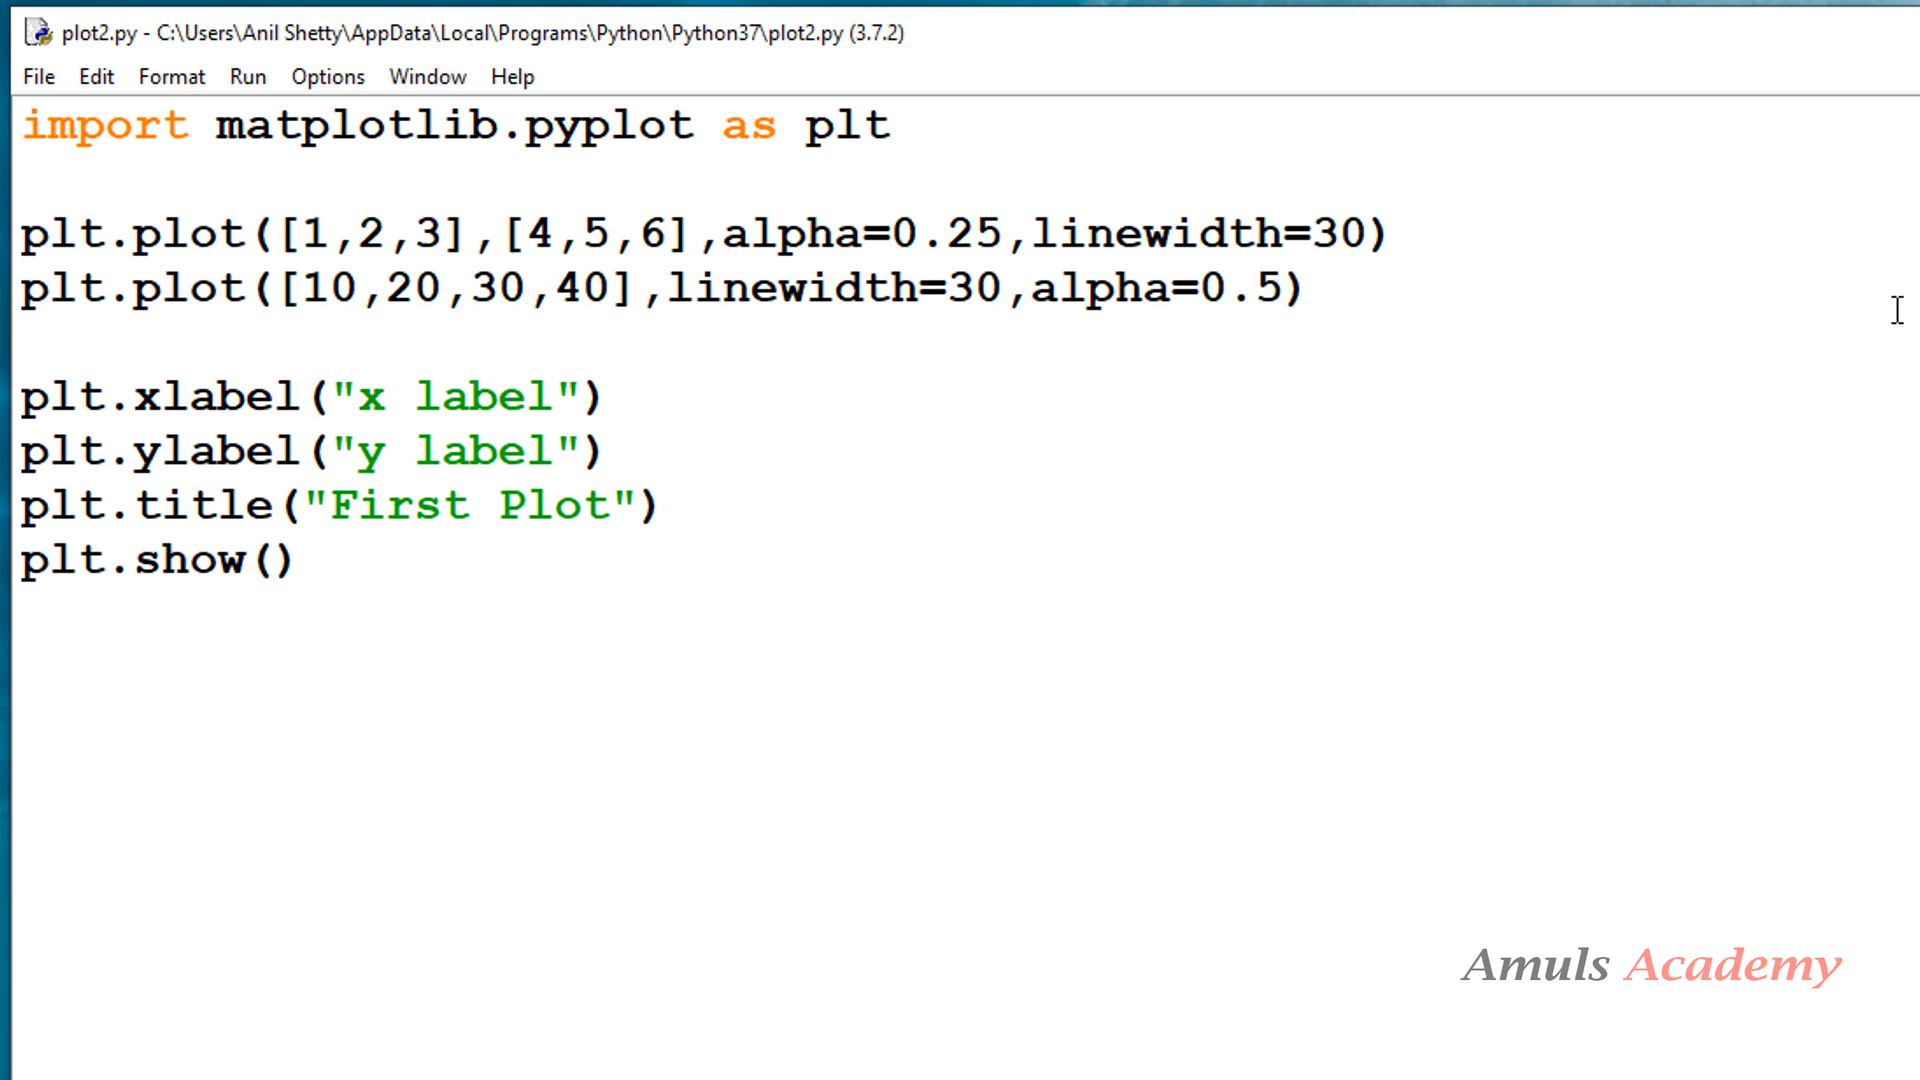 plot2.py - C:\Users\Anil Shetty\AppData\Local\Programs\Python\Python37\plot2.py (3.7.2)
File Edit Format Run Options Window Help
import matplotlib.pyplot as plt
plt.plot([1,2,3],[4,5,6],alpha=0.25,linewidth=30)
plt.plot([10,20,30,40],linewidth=30,alpha=0.5)
plt.xlabel("x label")
plt.ylabel("y label")
plt.title("First Plot")
plt.show()
Amuls Academy